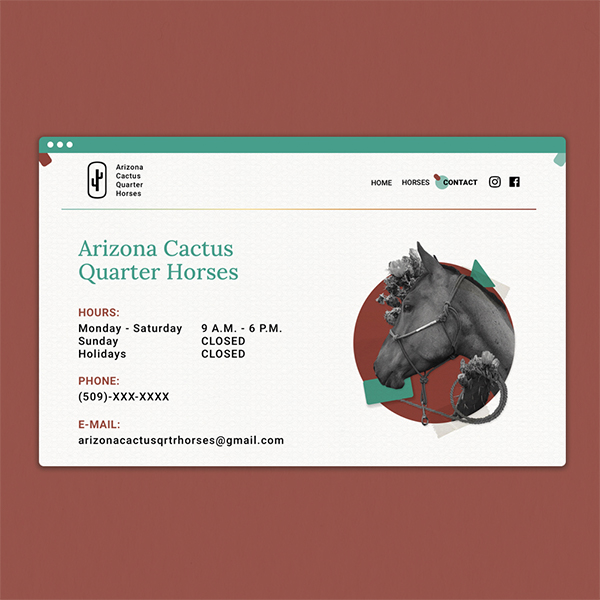 Arizona
Cactus
Quarter
Horses
HOME HORSES CONTACT
Arizona Cactus
Quarter Horses
HOURS:
Monday - Saturday 9 A.M. - 6 P.M.
Sunday CLOSED
Holidays CLOSED
PHONE:
(509)-XXX-XXXX
E-MAIL:
arizonacactusqrtrhorses@gmail.com